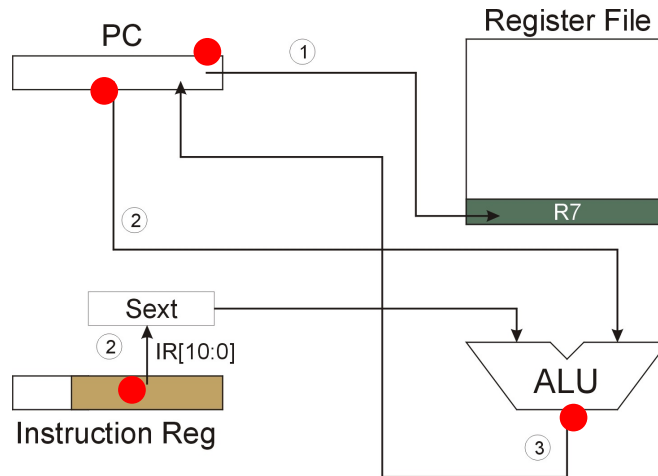 Register File
PC
1
R7
2
Sext
2
IR[10:0]
ALU
Instruction Reg
3